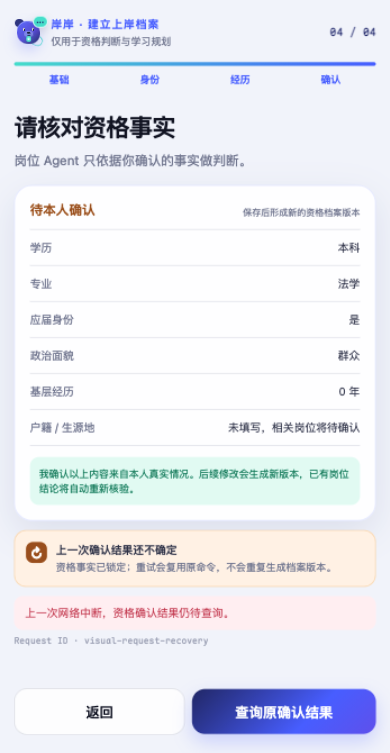 岸岸 · 建立上岸档案
仅用于资格判断与学习规划
04 / 04
基础
身份
经历
确认
请核对资格事实
岗位 Agent 只依据你确认的事实做判断。
待本人确认
保存后形成新的资格档案版本
学历
本科
专业
法学
应届身份
是
政治面貌
群众
基层经历
0 年
户籍 / 生源地
未填写，相关岗位将待确认
我确认以上内容来自本人真实情况。后续修改会生成新版本，已有岗位
结论将自动重新核验。
上一次确认结果还不确定
资格事实已锁定；重试会复用原命令，不会重复生成档案版本。
上一次网络中断，资格确认结果仍待查询。
Request ID · visual-request-recovery
返回
查询原确认结果